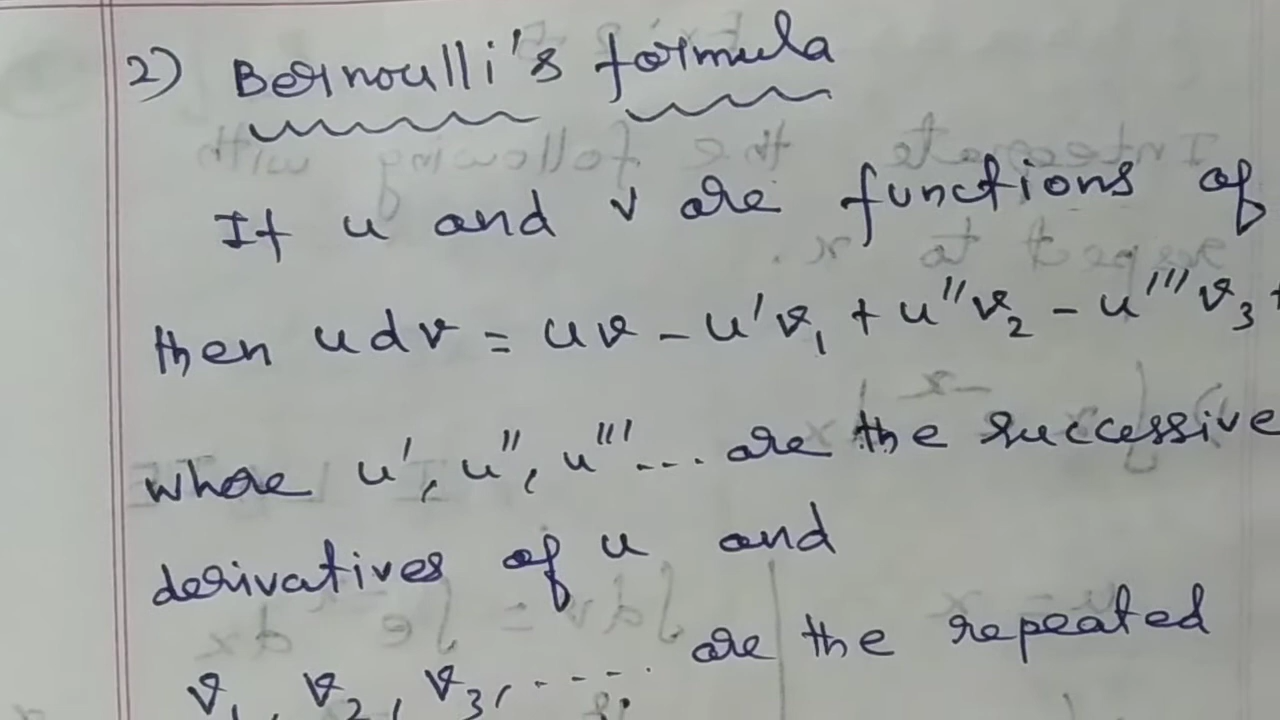 2) Bernoulli's formula
If u and v are functions of
then udv = uv - u'v₁ + u''v₂ - u'''v₃ +
where u', u'', u''' ... are the successive
derivatives of u and
v₁, v₂, v₃, ..... are the repeated